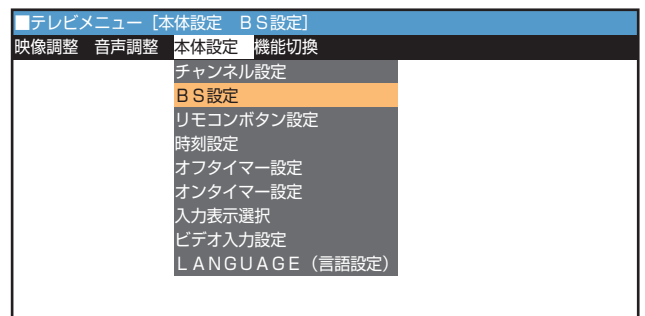 ■テレビメニュー［本体設定　ＢＳ設定］
映像調整　音声調整　本体設定　機能切換
チャンネル設定
ＢＳ設定
リモコンボタン設定
時刻設定
オフタイマー設定
オンタイマー設定
入力表示選択
ビデオ入力設定
ＬＡＮＧＵＡＧＥ（言語設定）